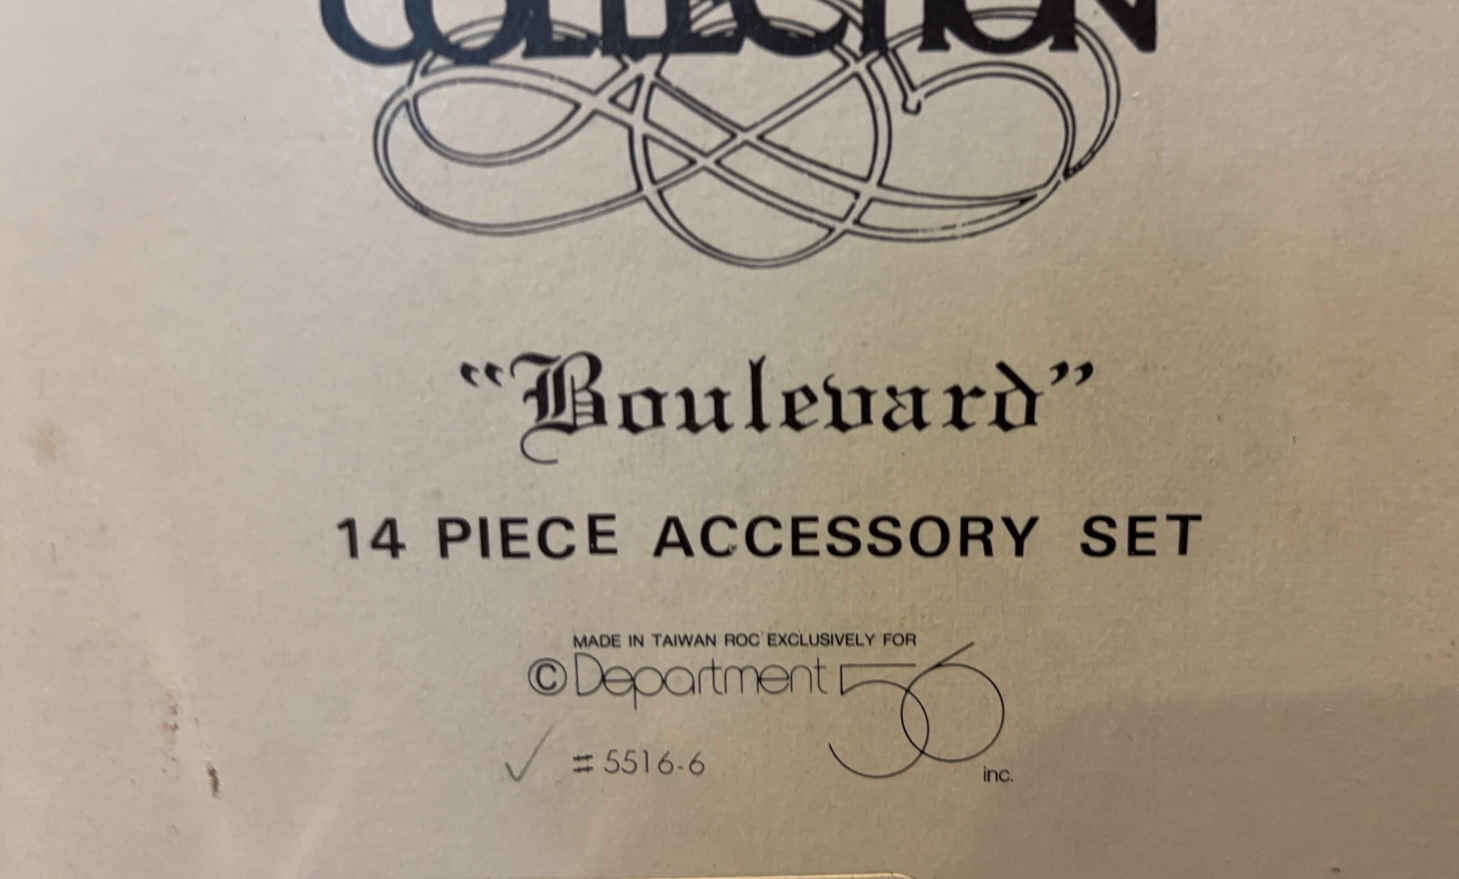 COLLECTION
“Boulevard”
14 PIECE ACCESSORY SET
MADE IN TAIWAN ROC EXCLUSIVELY FOR
©Department 56
inc.
# 5516-6